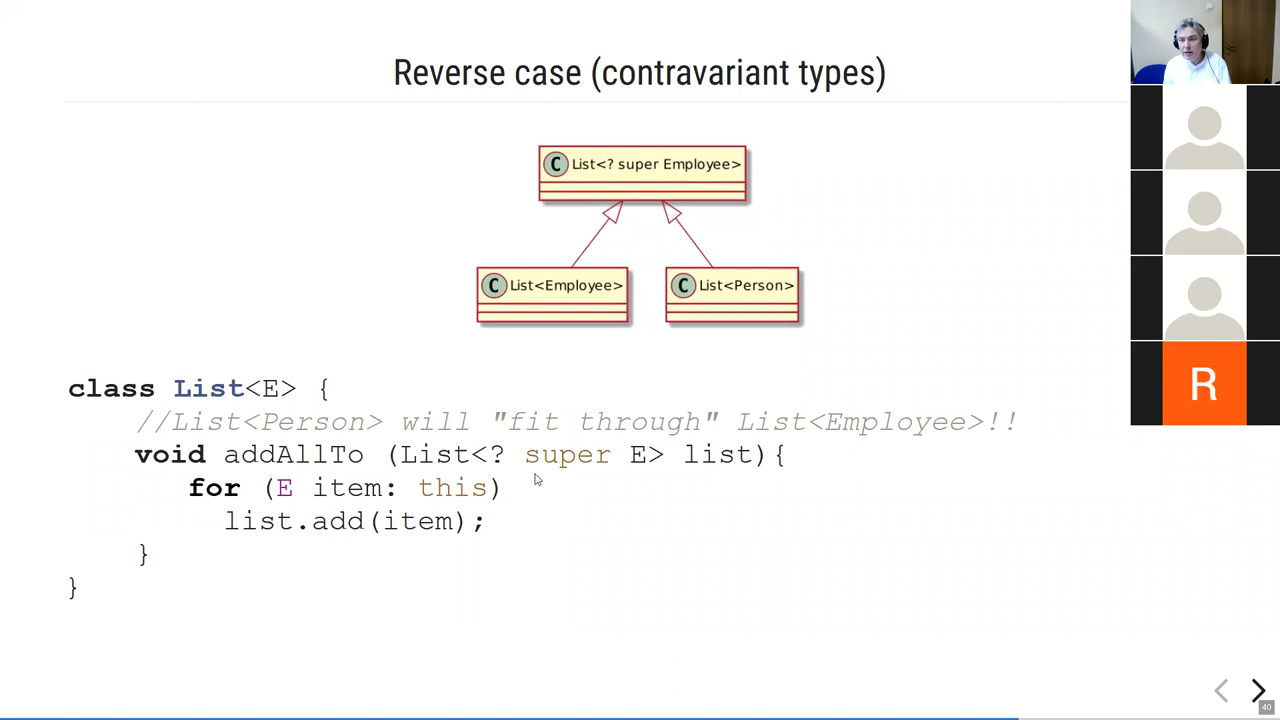 Reverse case (contravariant types)
C List<? super Employee>
C List<Employee>
C List<Person>
class List<E> {
//List<Person> will "fit through" List<Employee>!!
void addAllTo (List<? super E> list){
for (E item: this)
list.add(item);
}
}
R
40